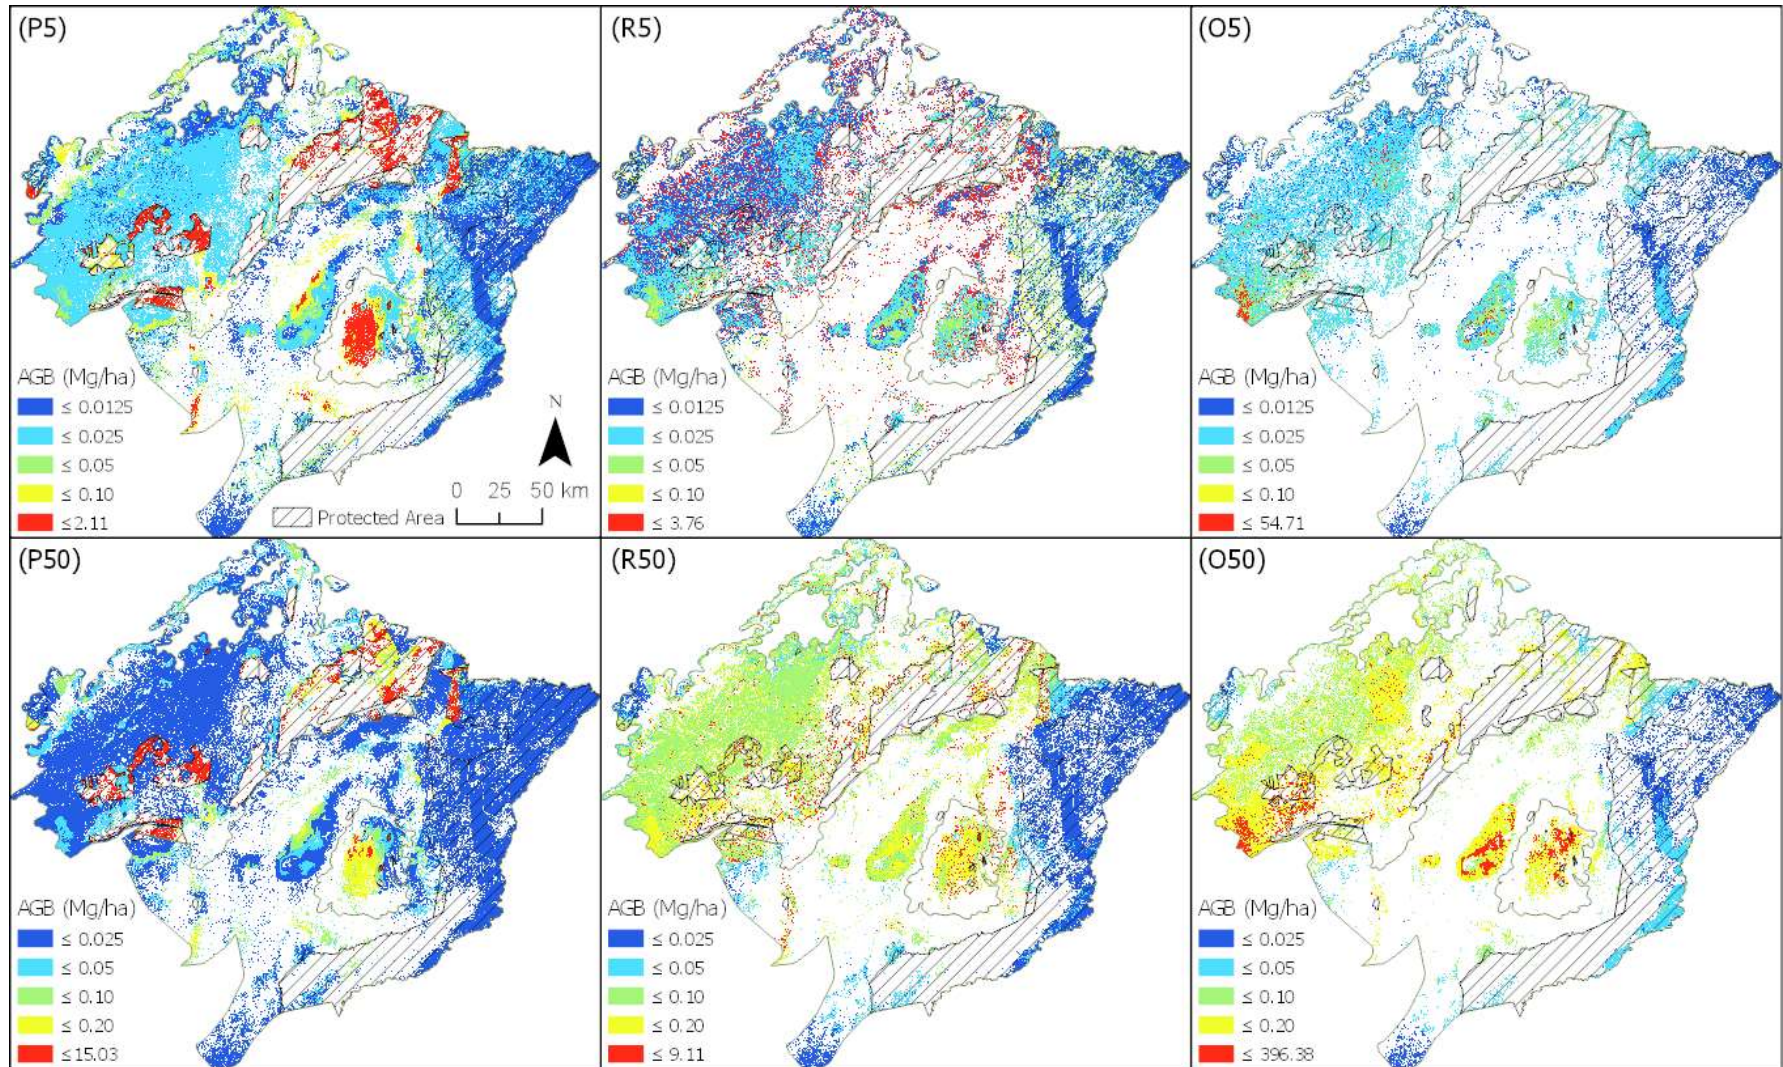 (P5)
AGB (Mg/ha)
≤ 0.0125
≤ 0.025
≤ 0.05
≤ 0.10
≤2.11
N
0 25 50 km
Protected Area
(R5)
AGB (Mg/ha)
≤ 0.0125
≤ 0.025
≤ 0.05
≤ 0.10
≤ 3.76
(O5)
AGB (Mg/ha)
≤ 0.0125
≤ 0.025
≤ 0.05
≤ 0.10
≤ 54.71
(P50)
AGB (Mg/ha)
≤ 0.025
≤ 0.05
≤ 0.10
≤ 0.20
≤15.03
(R50)
AGB (Mg/ha)
≤ 0.025
≤ 0.05
≤ 0.10
≤ 0.20
≤ 9.11
(O50)
AGB (Mg/ha)
≤ 0.025
≤ 0.05
≤ 0.10
≤ 0.20
≤ 396.38